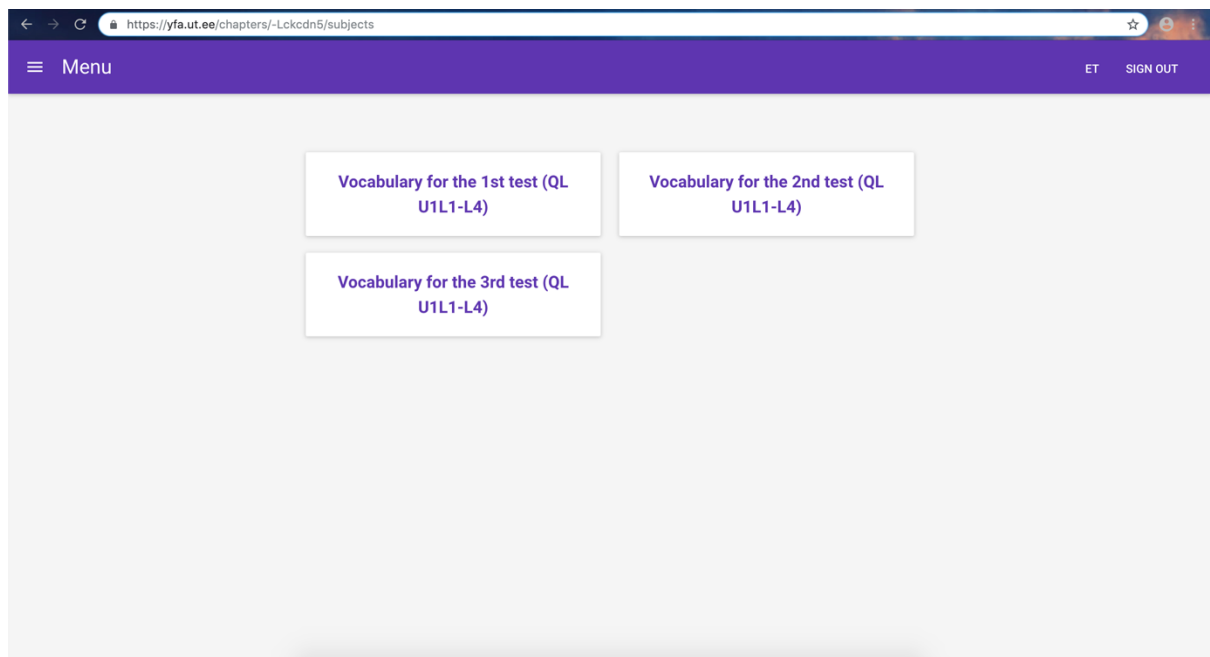 https://yfa.ut.ee/chapters/-Lckcdn5/subjects
Menu
ET SIGN OUT
Vocabulary for the 1st test (QL
U1L1-L4)
Vocabulary for the 2nd test (QL
U1L1-L4)
Vocabulary for the 3rd test (QL
U1L1-L4)